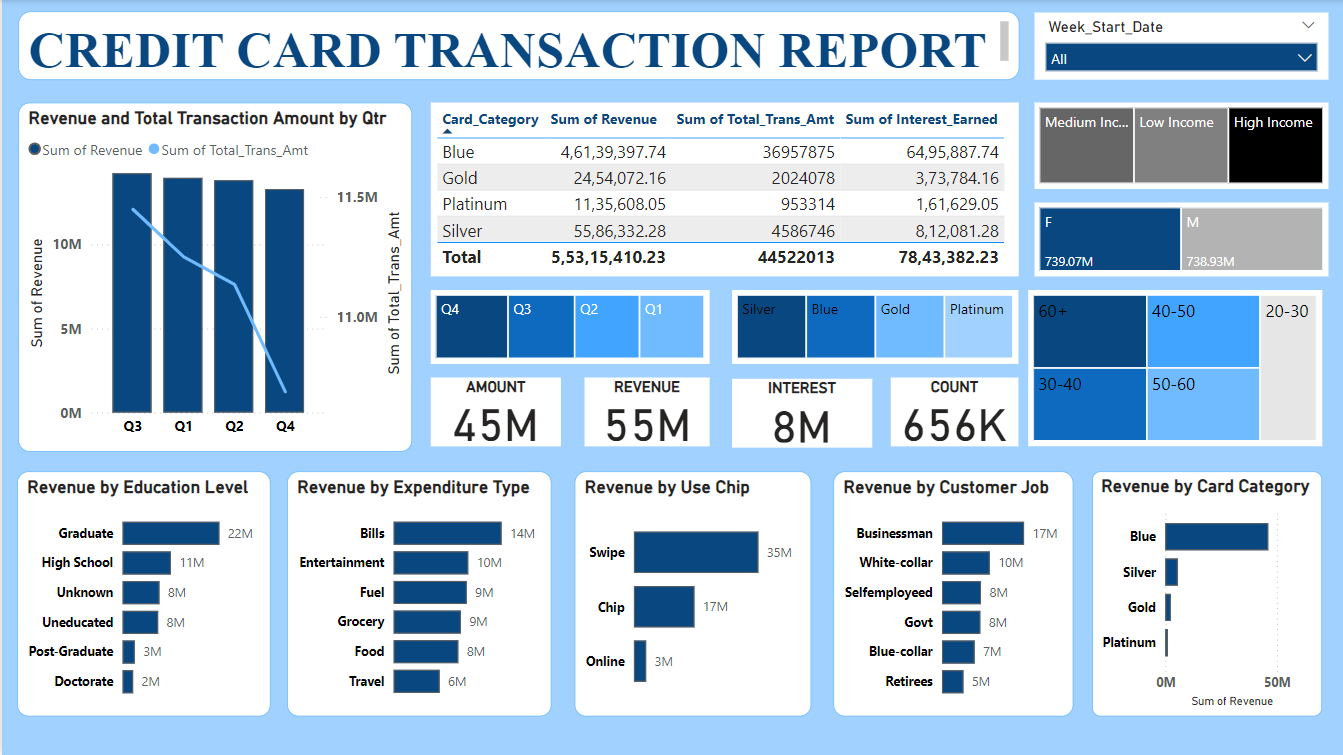 CREDIT CARD TRANSACTION REPORT
Week_Start_Date
All
Revenue and Total Transaction Amount by Qtr
Sum of Revenue Sum of Total_Trans_Amt
Sum of Revenue
10M
5M
0M
11.5M
11.0M
Sum of Total_Trans_Amt
Q3 Q1 Q2 Q4
Card_Category Sum of Revenue Sum of Total_Trans_Amt Sum of Interest_Earned
Blue 4,61,39,397.74 36957875 64,95,887.74
Gold 24,54,072.16 2024078 3,73,784.16
Platinum 11,35,608.05 953314 1,61,629.05
Silver 55,86,332.28 4586746 8,12,081.28
Total 5,53,15,410.23 44522013 78,43,382.23
Medium Inc... Low Income High Income
F M
739.07M 738.93M
Q4 Q3 Q2 Q1
Silver Blue Gold Platinum
60+ 40-50 20-30
30-40 50-60
AMOUNT
45M
REVENUE
55M
INTEREST
8M
COUNT
656K
Revenue by Education Level
Graduate 22M
High School 11M
Unknown 8M
Uneducated 8M
Post-Graduate 3M
Doctorate 2M
Revenue by Expenditure Type
Bills 14M
Entertainment 10M
Fuel 9M
Grocery 9M
Food 8M
Travel 6M
Revenue by Use Chip
Swipe 35M
Chip 17M
Online 3M
Revenue by Customer Job
Businessman 17M
White-collar 10M
Selfemployeed 8M
Govt 8M
Blue-collar 7M
Retirees 5M
Revenue by Card Category
Blue
Silver
Gold
Platinum
0M 50M
Sum of Revenue